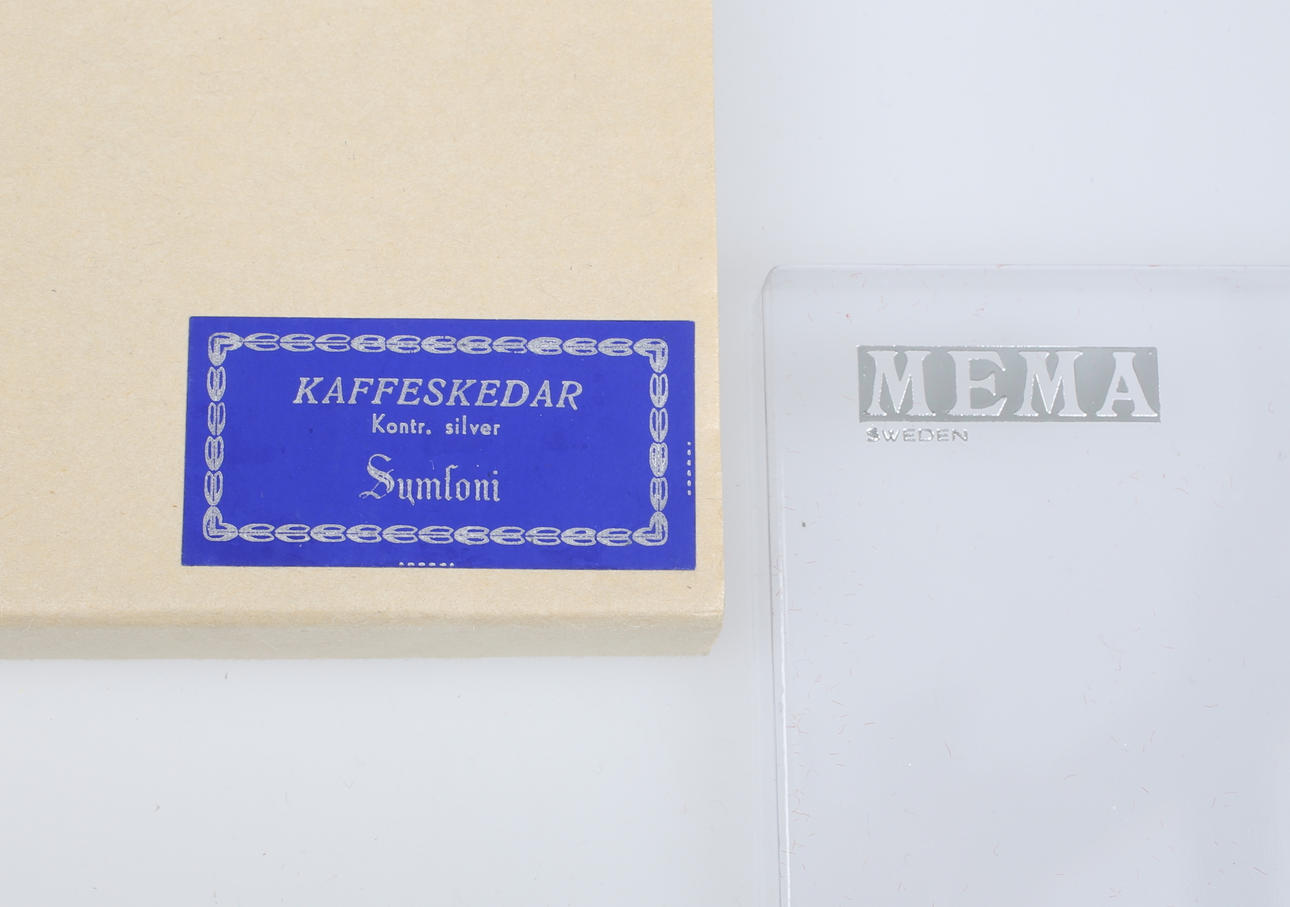 KAFFESKEDAR
Kontr. silver
Symfoni
MEMA
SWEDEN